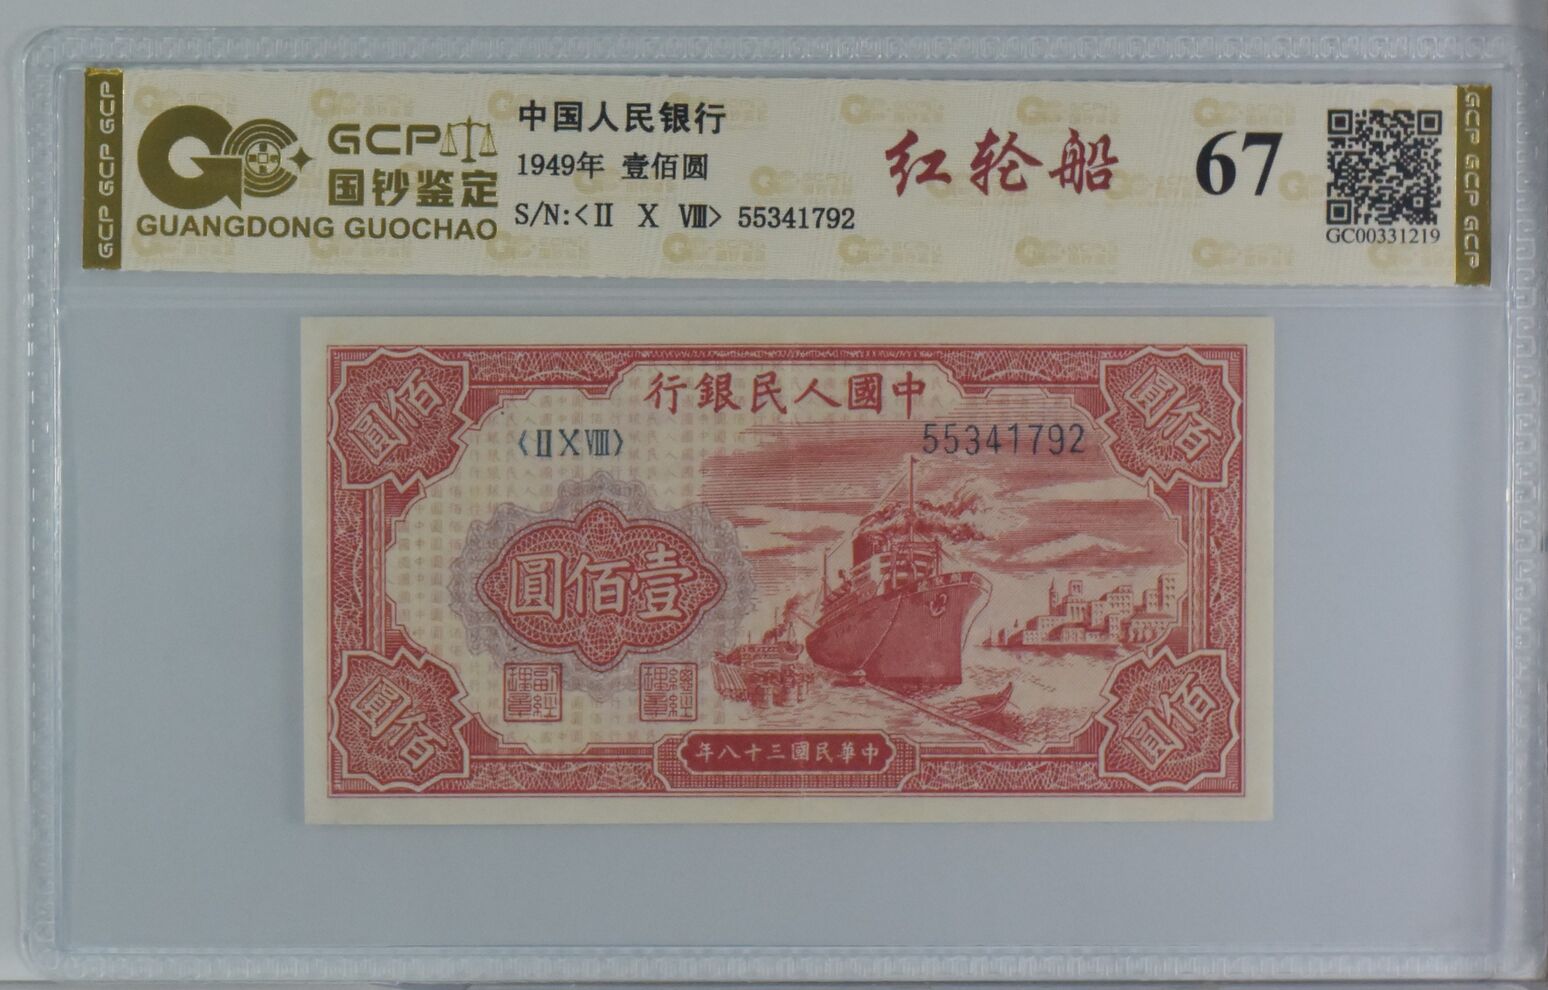 GCP
国钞鉴定
GUANGDONG GUOCHAO
中国人民银行
1949年 壹佰圆
S/N:<Ⅱ Ⅹ Ⅷ> 55341792
红轮船
67
GC00331219
GCP GCP GCP
GCP GCP GCP
行銀民人國中
〈ⅡⅩⅧ〉
55341792
圓佰
圓佰
圓佰壹
圓佰
圓佰
年八十三國民華中